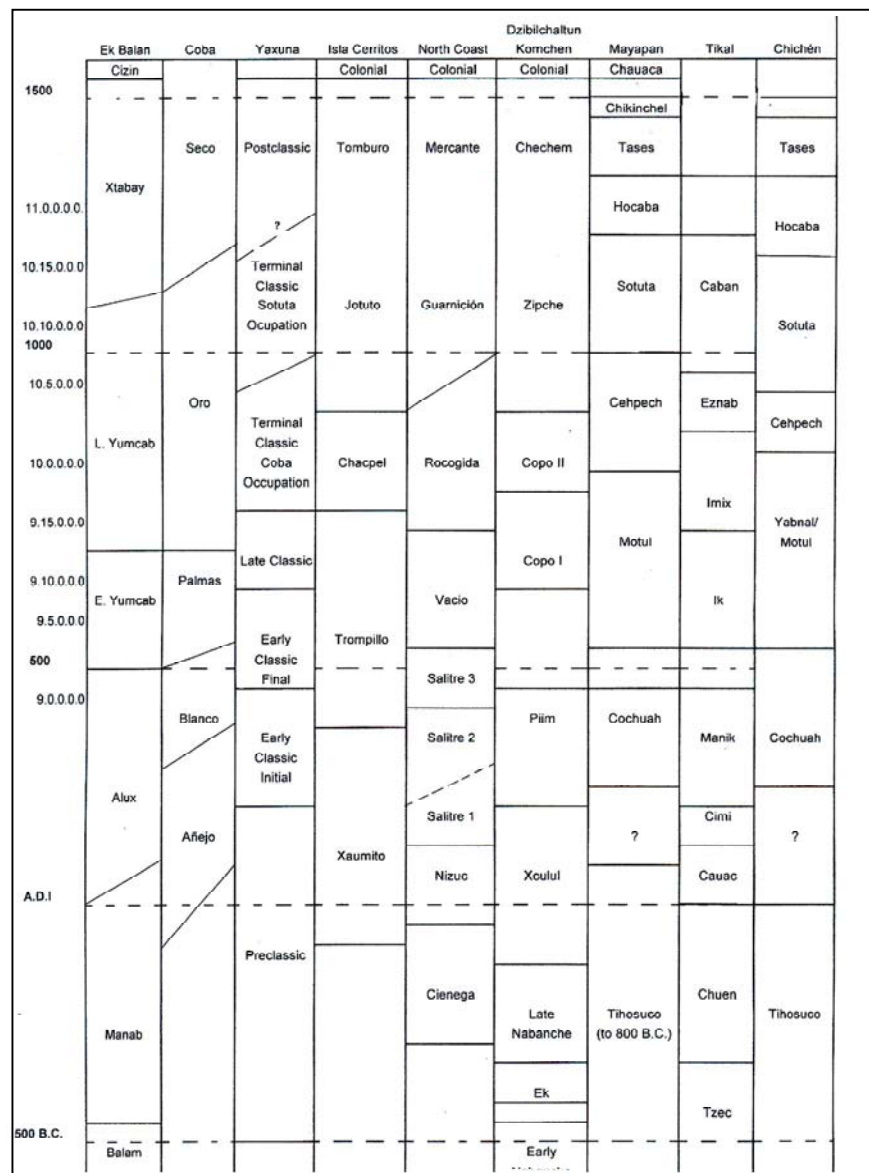 Dzibilchaltun
Ek Balan Coba Yaxuna Isla Cerritos North Coast Komchen Mayapan Tikal Chichén
Cizin Colonial Colonial Colonial Chauaca
1500
Chikinchel
Seco Postclassic Tomburo Mercante Chechem Tases Tases
Xtabay
11.0.0.0.0. Hocaba
? Hocaba
10.15.0.0.0 Terminal
Classic
Sotuta Jotuto Guarnición Zipche Sotuta Caban
Ocupation Sotuta
10.10.0.0.0
1000
10.5.0.0.0
Oro Cehpech Eznab
Terminal Cehpech
L. Yumcab Classic
Coba Chacpel Rocogida Copo II
10.0.0.0.0
Occupation
Imix
9.15.0.0.0 Yabnal/
Motul Motul
Late Classic Copo I
9.10.0.0.0 Palmas
E. Yumcab Vacio Ik
9.5.0.0.0
Early Trompillo
500 Classic
Final Salitre 3
9.0.0.0.0
Blanco Piim Cochuah
Early Salitre 2 Manik Cochuah
Classic
Initial
Alux
Salitre 1 Cimi
Añejo ? ?
Xaumito
Nizuc Xculul Cauac
A.D.I
Preclassic
Cienega Chuen
Late Tihosuco Tihosuco
Manab Nabanche (to 800 B.C.)
Ek
Tzec
500 B.C.
Balam Early